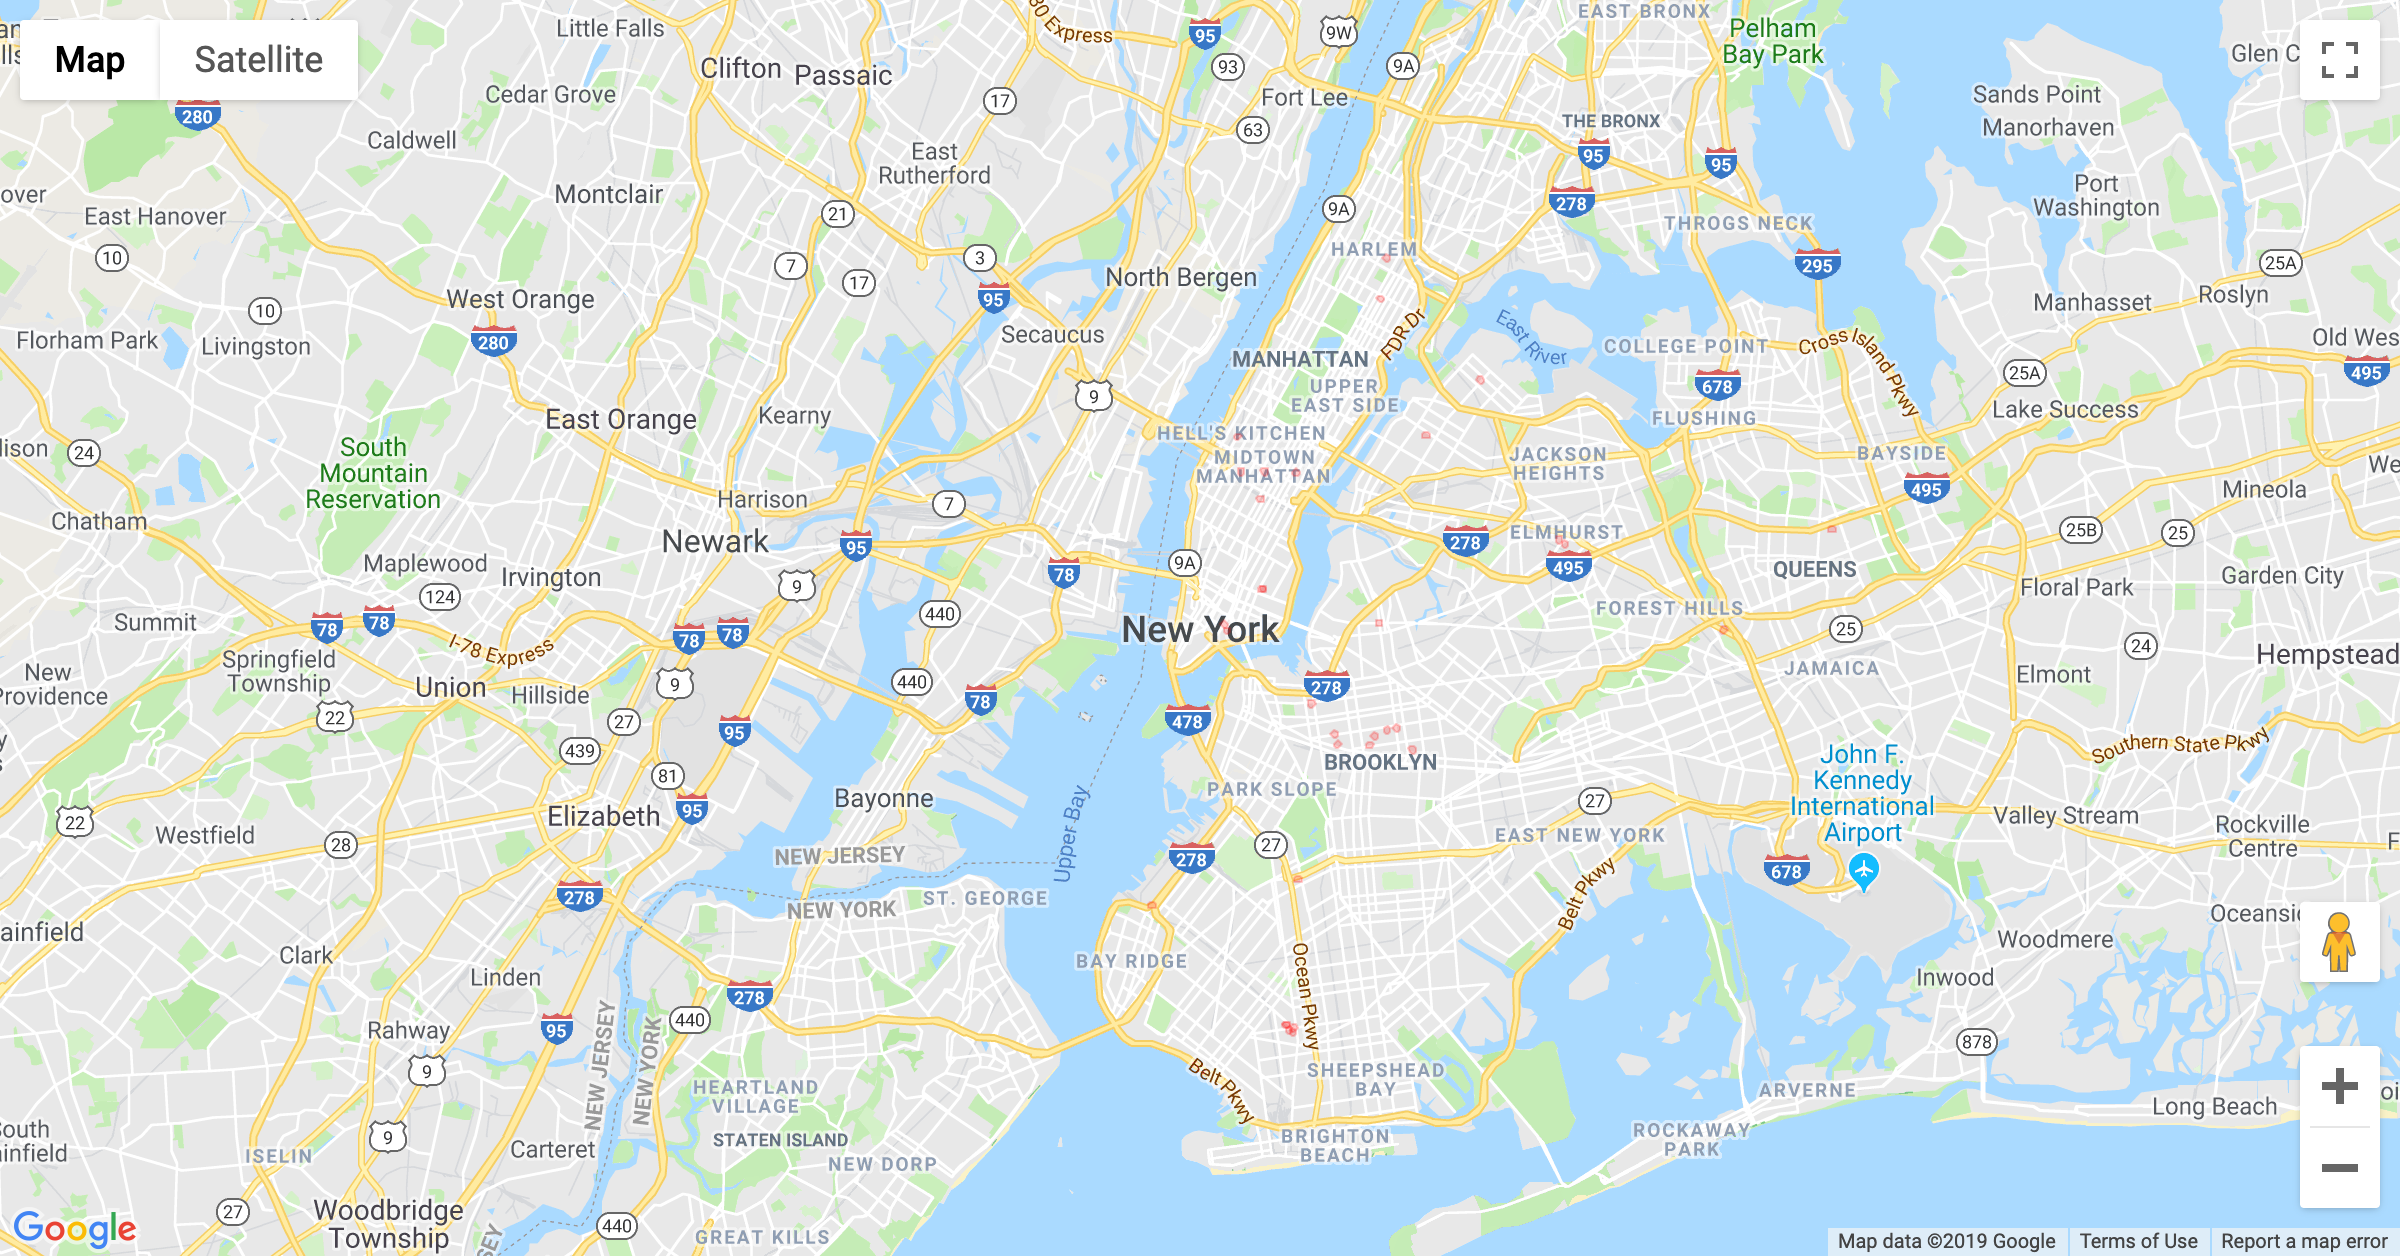 Map
Satellite
Little Falls
Clifton
Passaic
Cedar Grove
Caldwell
80 Express
95
9W
93
9A
17
63
Fort Lee
EAST BRONX
Pelham
Bay Park
THE BRONX
Glen C
Sands Point
Manorhaven
280
East
Rutherford
Montclair
over
East Hanover
10
21
9A
95
95
278
Port
Washington
THROGS NECK
HARLEM
3
7
17
North Bergen
295
25A
West Orange
95
10
Florham Park
Livingston
280
Secaucus
FDR Dr
East River
Manhasset
Roslyn
Old Wes
MANHATTAN
UPPER
EAST SIDE
COLLEGE POINT
Cross Island Pkwy
678
25A
495
9
East Orange
Kearny
HELL'S KITCHEN
MIDTOWN
MANHATTAN
FLUSHING
Lake Success
lison
24
South
Mountain
Reservation
JACKSON
HEIGHTS
BAYSIDE
We
495
Mineola
Chatham
Harrison
7
Newark
95
278
ELMHURST
495
25B
25
Maplewood
Irvington
9
78
9A
QUEENS
Floral Park
Garden City
124
440
Summit
78
78
I-78 Express
78
78
New York
FOREST HILLS
25
24
Springfield
Township
New
Providence
Union
Hillside
9
440
78
278
JAMAICA
Elmont
Hempstead
22
27
95
478
439
81
BROOKLYN
Southern State Pkwy
John F.
Kennedy
International
Airport
22
Westfield
28
Elizabeth
95
Bayonne
Upper Bay
PARK SLOPE
27
EAST NEW YORK
Valley Stream
Rockville
Centre
F
NEW JERSEY
278
27
678
278
NEW YORK
ST. GEORGE
Belt Pkwy
Oceansi
ainfield
Clark
Linden
BAY RIDGE
Ocean Pkwy
Woodmere
Inwood
278
440
Rahway
95
NEW JERSEY
NEW YORK
878
9
HEARTLAND
VILLAGE
Belt Pkwy
SHEEPSHEAD
BAY
ARVERNE
oi
Long Beach
South
ainfield
9
Carteret
STATEN ISLAND
BRIGHTON
BEACH
ROCKAWAY
PARK
ISELIN
NEW DORP
27
Woodbridge
Township
440
GREAT KILLS
SEY
Google
Map data ©2019 Google
Terms of Use
Report a map error